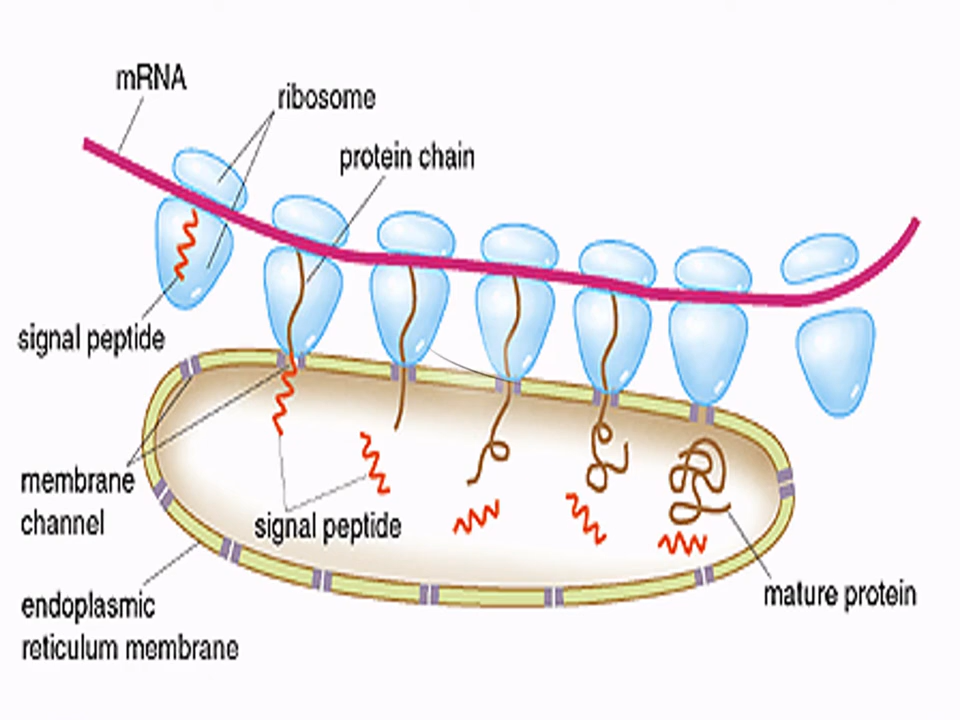 mRNA
ribosome
protein chain
signal peptide
membrane
channel
signal peptide
endoplasmic
reticulum membrane
mature protein